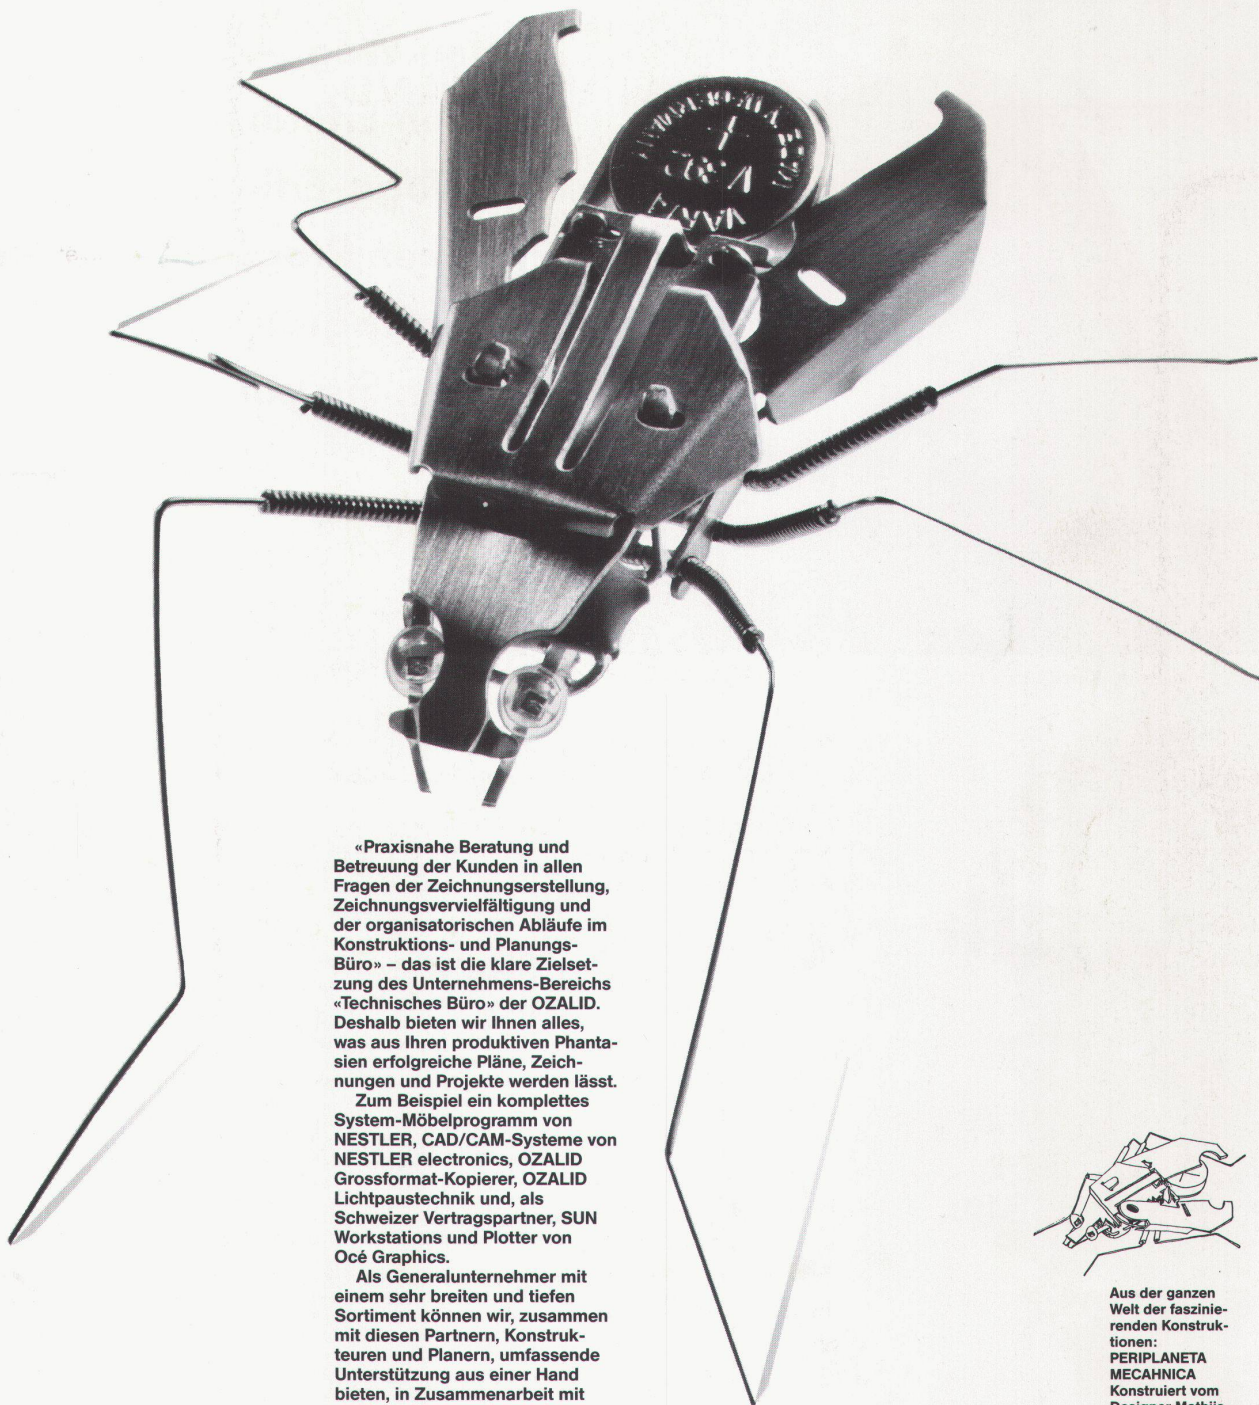 «Praxisnahe Beratung und
Betreuung der Kunden in allen
Fragen der Zeichnungserstellung,
Zeichnungsvervielfältigung und
der organisatorischen Abläufe im
Konstruktions- und Planungs-
Büro» – das ist die klare Zielset-
zung des Unternehmens-Bereichs
«Technisches Büro» der OZALID.
Deshalb bieten wir Ihnen alles,
was aus Ihren produktiven Phanta-
sien erfolgreiche Pläne, Zeich-
nungen und Projekte werden lässt.
Zum Beispiel ein komplettes
System-Möbelprogramm von
NESTLER, CAD/CAM-Systeme von
NESTLER electronics, OZALID
Grossformat-Kopierer, OZALID
Lichtpaustechnik und, als
Schweizer Vertragspartner, SUN
Workstations und Plotter von
Océ Graphics.
Als Generalunternehmer mit
einem sehr breiten und tiefen
Sortiment können wir, zusammen
mit diesen Partnern, Konstruk-
teuren und Planern, umfassende
Unterstützung aus einer Hand
bieten, in Zusammenarbeit mit
Aus der ganzen
Welt der faszinie-
renden Konstruk-
tionen:
PERIPLANETA
MECAHNICA
Konstruiert vom
Designer Mathijs